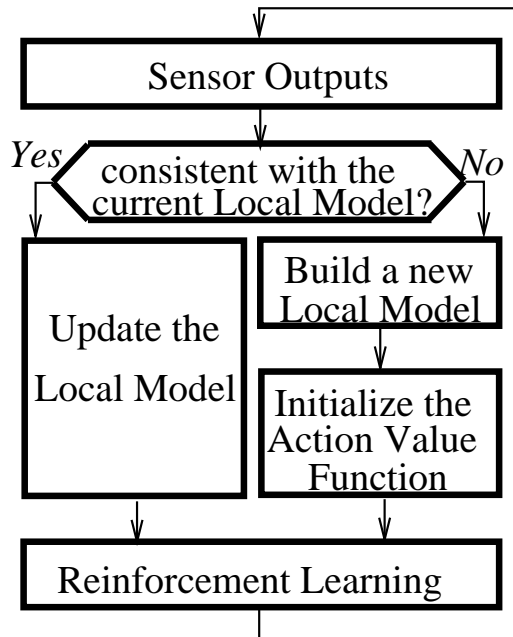 Sensor Outputs
Yes
consistent with the
No
current Local Model?
Build a new
Local Model
Update the
Local Model
Initialize the
Action Value
Function
Reinforcement Learning